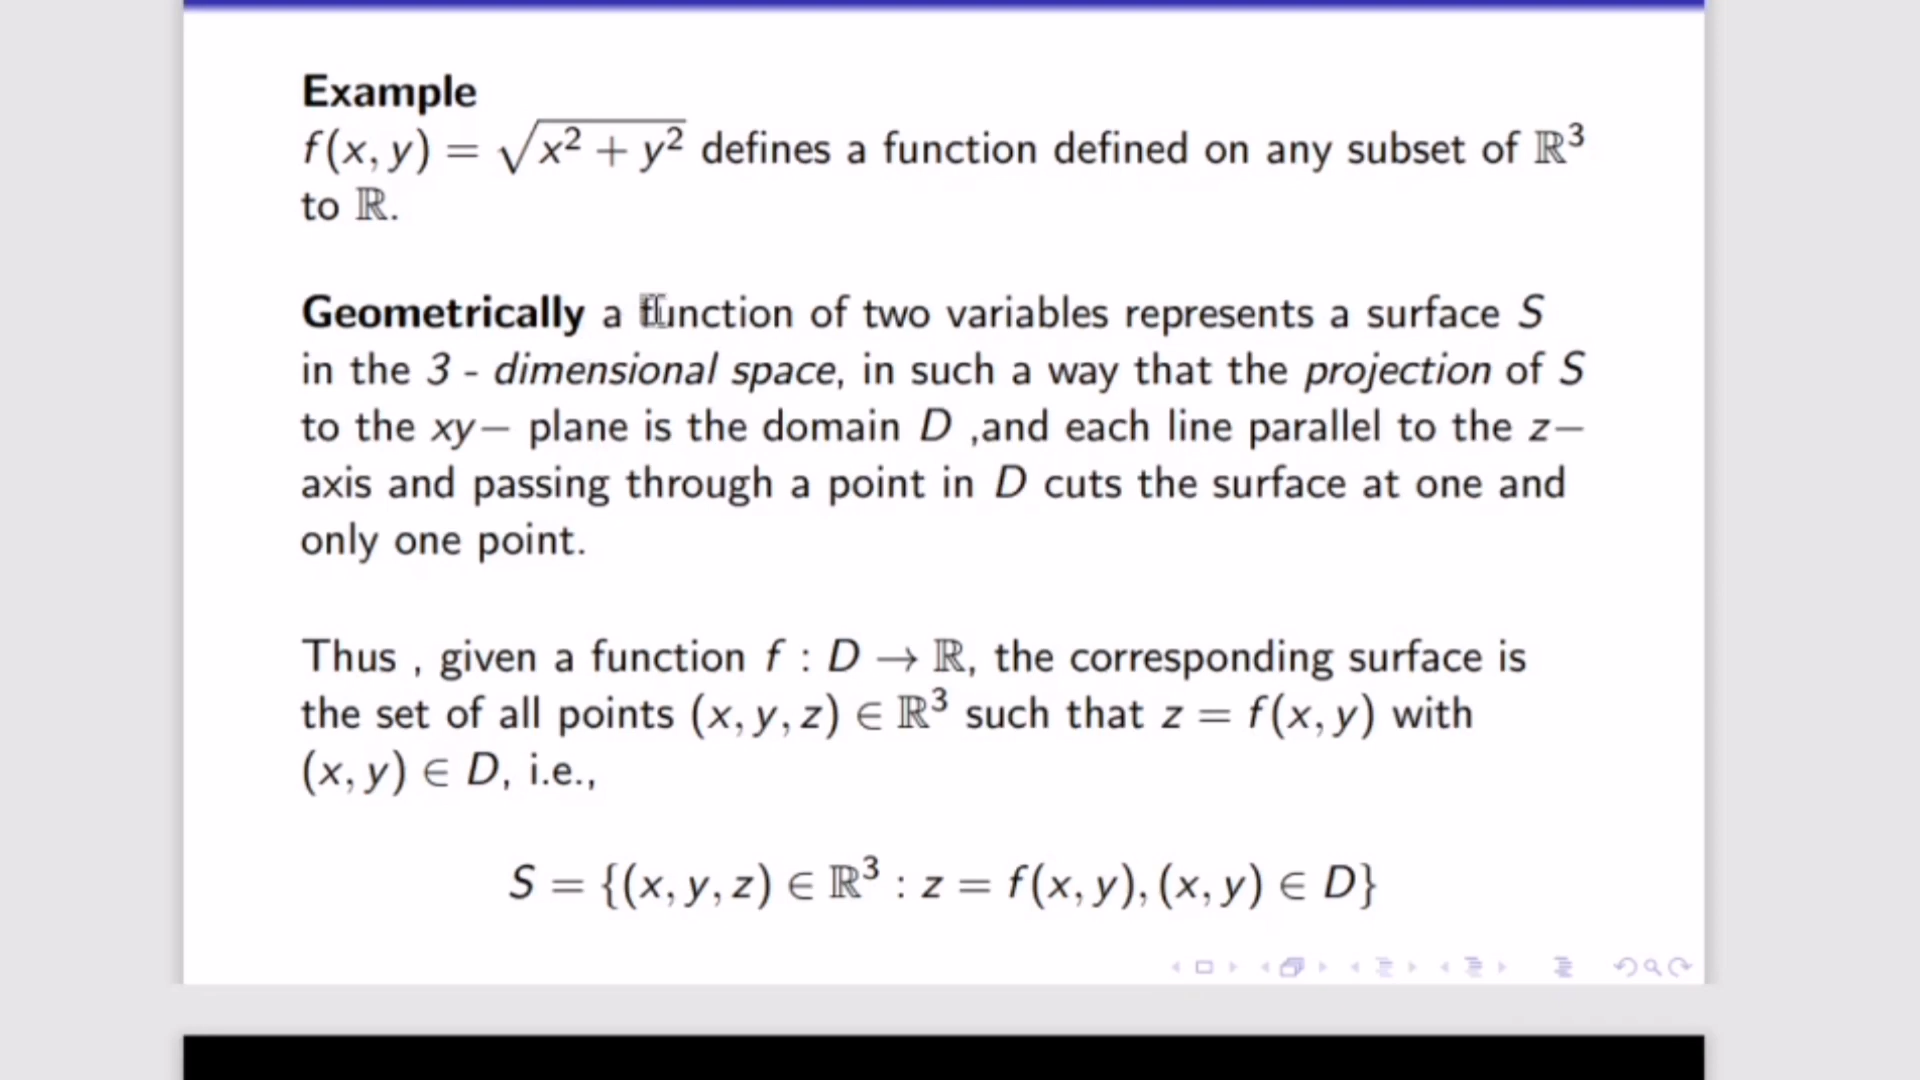 Example
f(x, y) = √x² + y² defines a function defined on any subset of ℝ³
to ℝ.
Geometrically a function of two variables represents a surface S
in the 3 - dimensional space, in such a way that the projection of S
to the xy− plane is the domain D ,and each line parallel to the z−
axis and passing through a point in D cuts the surface at one and
only one point.
Thus , given a function f : D → ℝ, the corresponding surface is
the set of all points (x, y, z) ∈ ℝ³ such that z = f(x, y) with
(x, y) ∈ D, i.e.,
S = {(x, y, z) ∈ ℝ³ : z = f(x, y), (x, y) ∈ D}